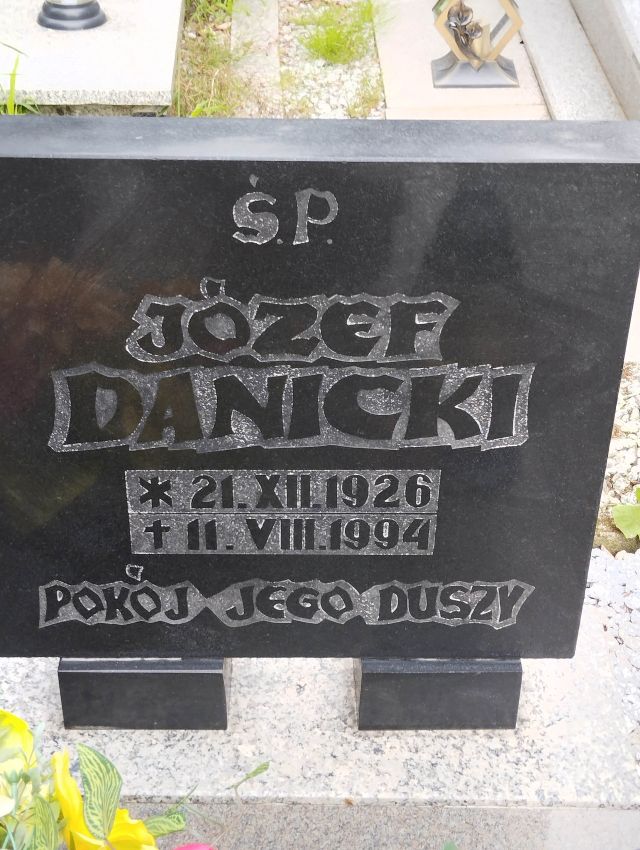 Ś.P.
JÓZEF
DANICKI
* 21.XII.1926
✝ 11.VIII.1994
POKÓJ JEGO DUSZY